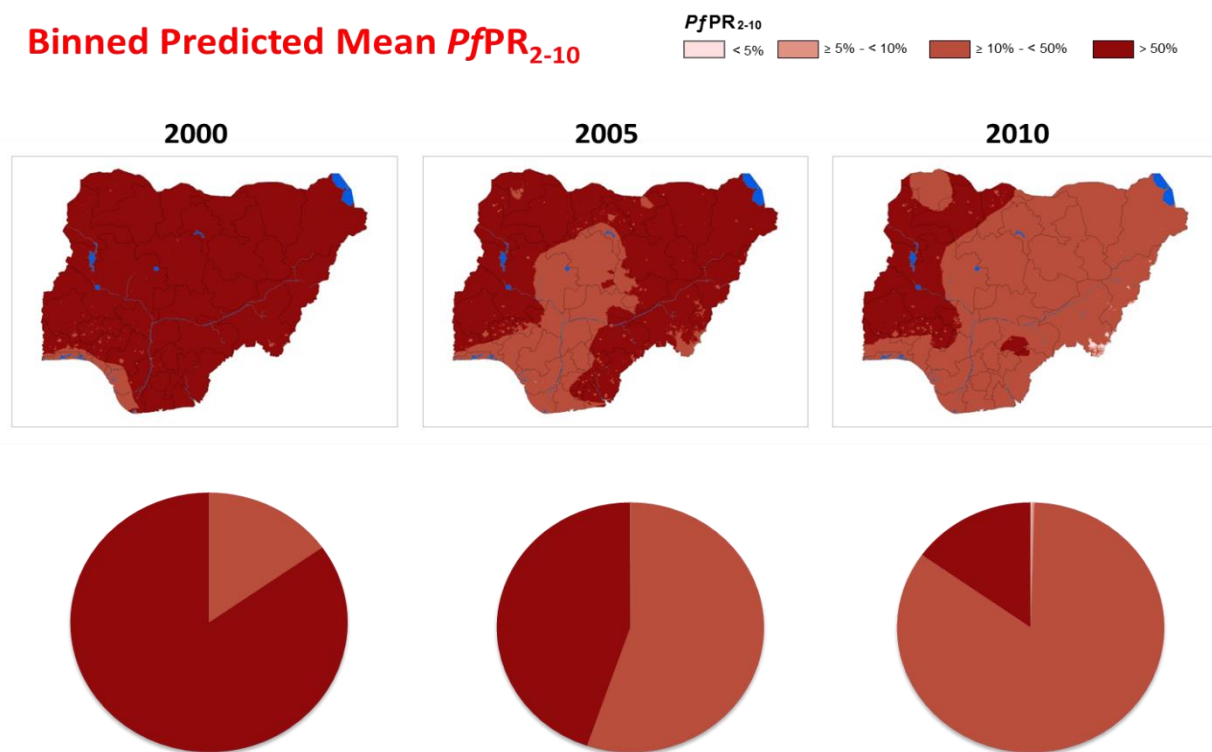 Binned Predicted Mean PfPR2-10
PfPR2-10
< 5% ≥ 5% - < 10% ≥ 10% - < 50% > 50%
2000 2005 2010